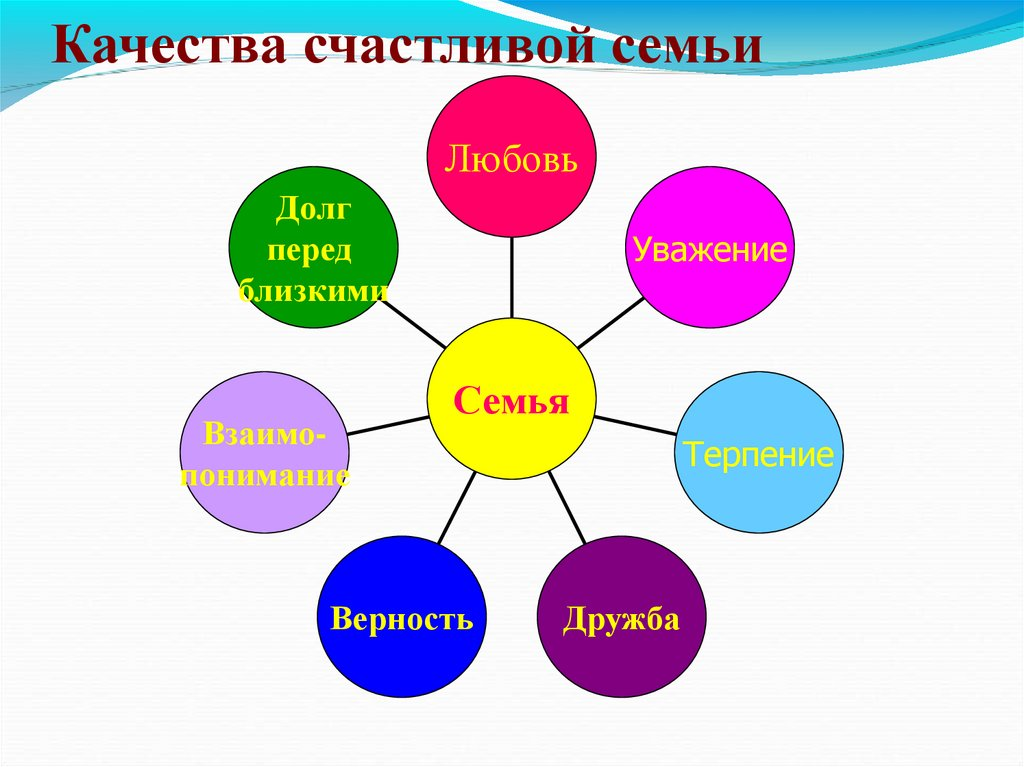 Качества счастливой семьи
Любовь
Долг
перед
близкими
Уважение
Семья
Взаимо-
понимание
Терпение
Верность
Дружба